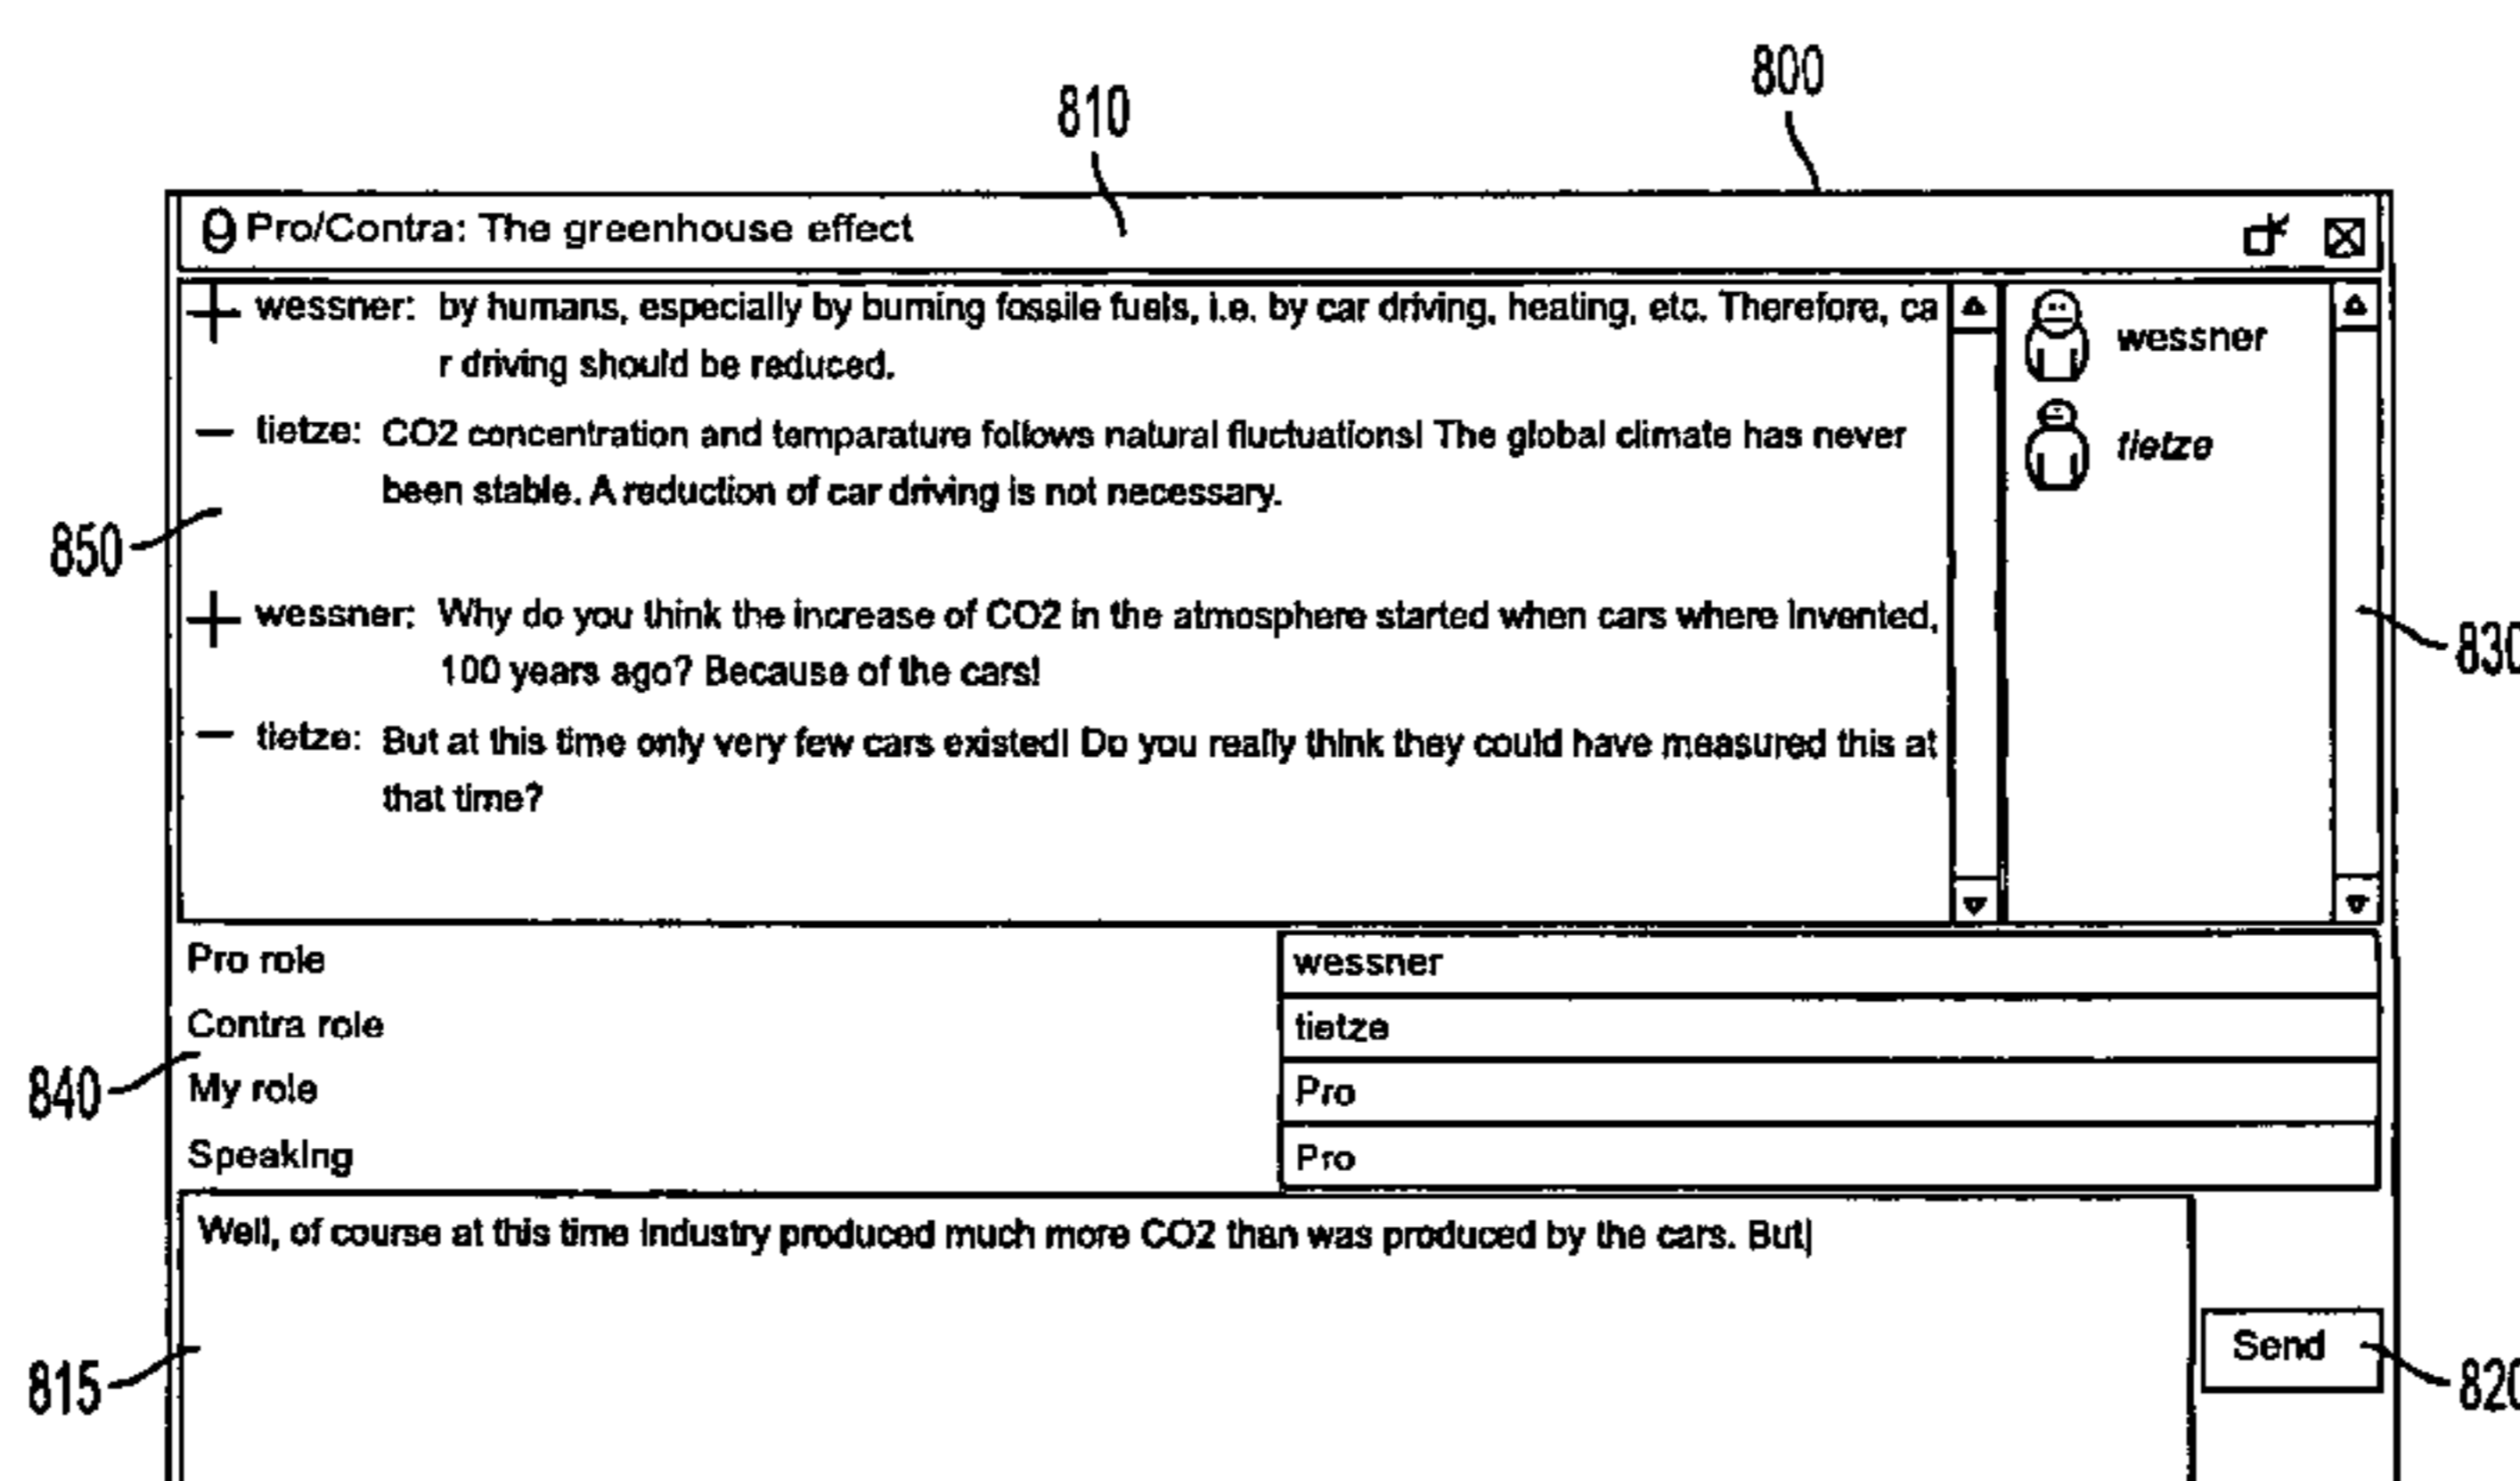 800
810
Pro/Contra: The greenhouse effect
wessner: by humans, especially by burning fossile fuels, i.e. by car driving, heating, etc. Therefore, ca
r driving should be reduced.
tietze: CO2 concentration and temparature follows natural fluctuations! The global climate has never
been stable. A reduction of car driving is not necessary.
wessner: Why do you think the increase of CO2 in the atmosphere started when cars where invented,
100 years ago? Because of the cars!
tietze: But at this time only very few cars existed! Do you really think they could have measured this at
that time?
wessner
tietze
850
830
Pro role wessner
Contra role tietze
840
My role Pro
Speaking Pro
Well, of course at this time industry produced much more CO2 than was produced by the cars. But
Send
815
820